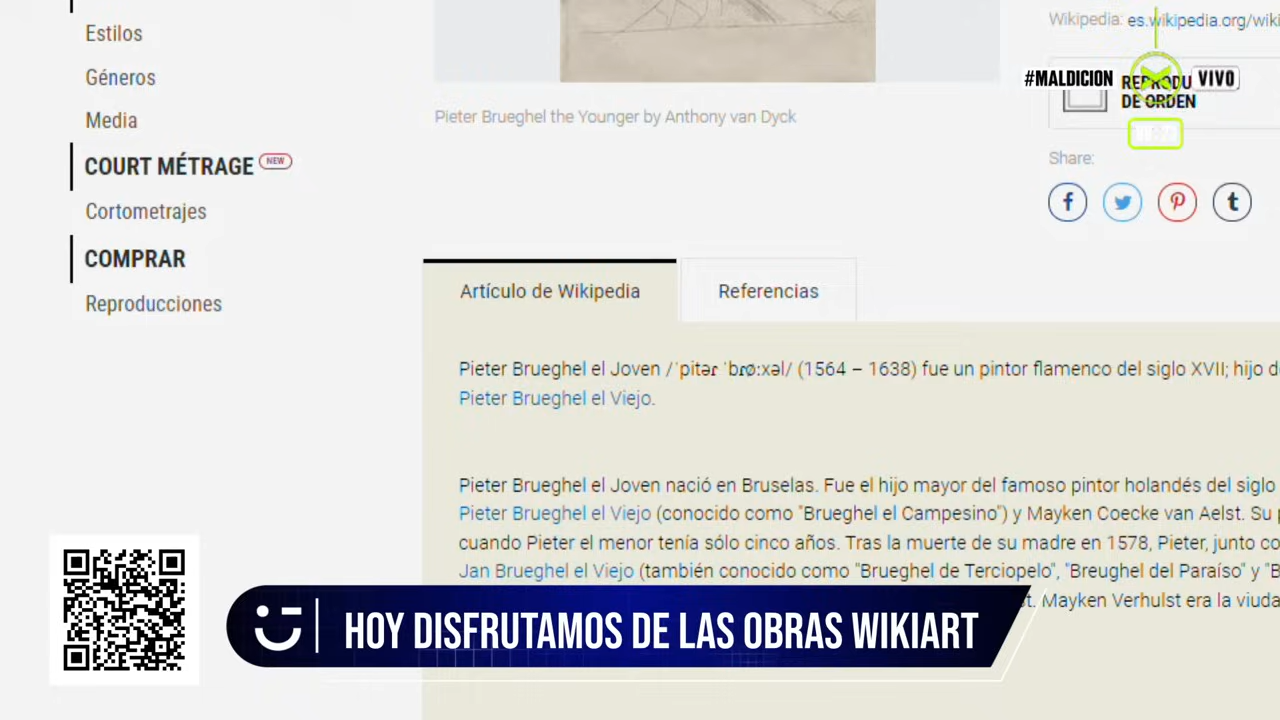 Estilos
Géneros
Media
COURT MÉTRAGE NEW
Cortometrajes
COMPRAR
Reproducciones
Pieter Brueghel the Younger by Anthony van Dyck
Wikipedia: es.wikipedia.org/wiki
#MALDICION
VIVO
DE ORDEN
Share:
Artículo de Wikipedia
Referencias
Pieter Brueghel el Joven /ˈpitər ˈbrøːxəl/ (1564 – 1638) fue un pintor flamenco del siglo XVII; hijo d
Pieter Brueghel el Viejo.
Pieter Brueghel el Joven nació en Bruselas. Fue el hijo mayor del famoso pintor holandés del siglo
Pieter Brueghel el Viejo (conocido como "Brueghel el Campesino") y Mayken Coecke van Aelst. Su
cuando Pieter el menor tenía sólo cinco años. Tras la muerte de su madre en 1578, Pieter, junto co
Jan Brueghel el Viejo (también conocido como "Brueghel de Terciopelo", "Breughel del Paraíso" y "B
st. Mayken Verhulst era la viuda
HOY DISFRUTAMOS DE LAS OBRAS WIKIART